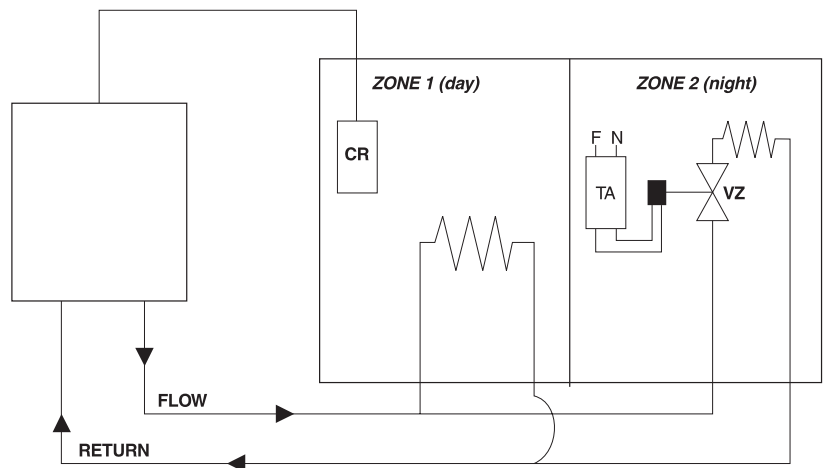 ZONE 1 (day)
ZONE 2 (night)
CR
F N
TA
VZ
FLOW
RETURN